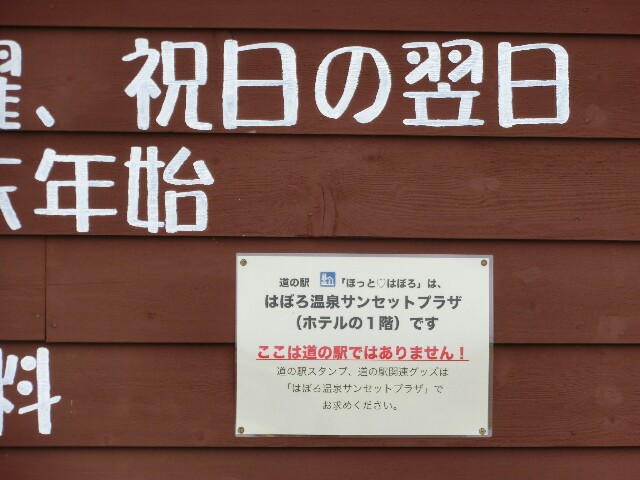 曜、祝日の翌日
末年始
料
道の駅 「ほっと♡はぼろ」は、
はぼろ温泉サンセットプラザ
（ホテルの１階）です
ここは道の駅ではありません！
道の駅スタンプ、道の駅関連グッズは
「はぼろ温泉サンセットプラザ」で
お求めください。